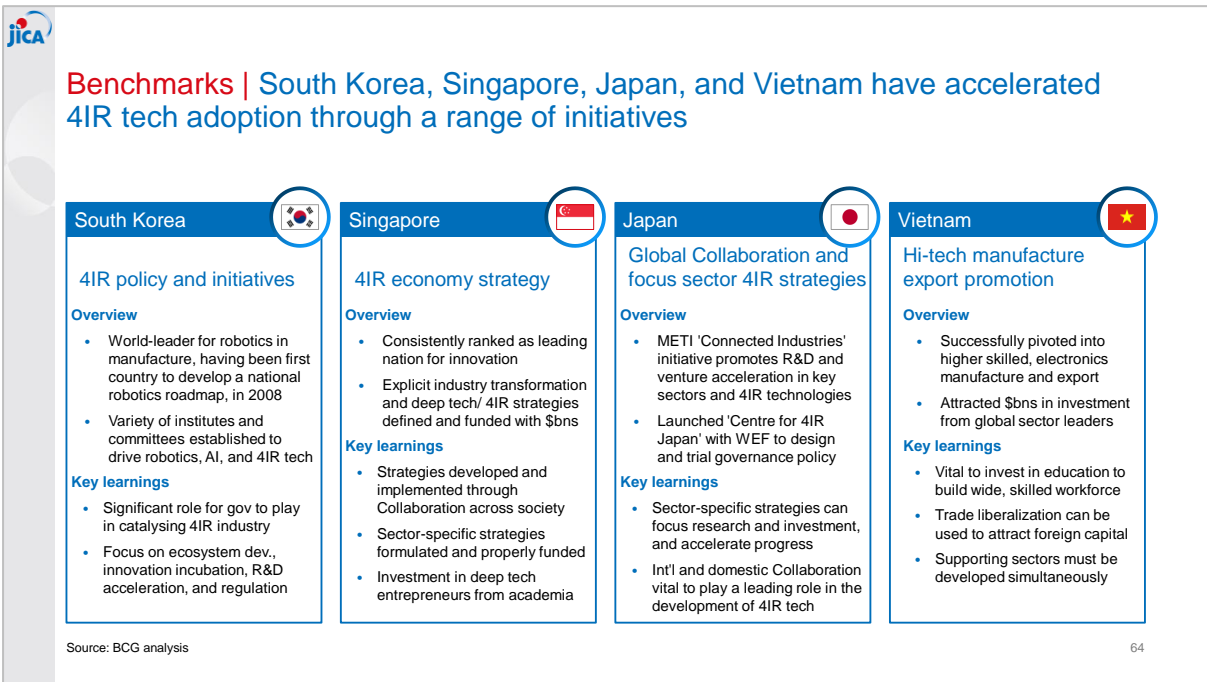 jica
Benchmarks | South Korea, Singapore, Japan, and Vietnam have accelerated
4IR tech adoption through a range of initiatives
South Korea
4IR policy and initiatives
Overview
• World-leader for robotics in
manufacture, having been first
country to develop a national
robotics roadmap, in 2008
• Variety of institutes and
committees established to
drive robotics, AI, and 4IR tech
Key learnings
• Significant role for gov to play
in catalysing 4IR industry
• Focus on ecosystem dev.,
innovation incubation, R&D
acceleration, and regulation
Singapore
4IR economy strategy
Overview
• Consistently ranked as leading
nation for innovation
• Explicit industry transformation
and deep tech/ 4IR strategies
defined and funded with $bns
Key learnings
• Strategies developed and
implemented through
Collaboration across society
• Sector-specific strategies
formulated and properly funded
• Investment in deep tech
entrepreneurs from academia
Japan
Global Collaboration and
focus sector 4IR strategies
Overview
• METI 'Connected Industries'
initiative promotes R&D and
venture acceleration in key
sectors and 4IR technologies
• Launched 'Centre for 4IR
Japan' with WEF to design
and trial governance policy
Key learnings
• Sector-specific strategies can
focus research and investment,
and accelerate progress
• Int'l and domestic Collaboration
vital to play a leading role in the
development of 4IR tech
Vietnam
Hi-tech manufacture
export promotion
Overview
• Successfully pivoted into
higher skilled, electronics
manufacture and export
• Attracted $bns in investment
from global sector leaders
Key learnings
• Vital to invest in education to
build wide, skilled workforce
• Trade liberalization can be
used to attract foreign capital
• Supporting sectors must be
developed simultaneously
Source: BCG analysis
64